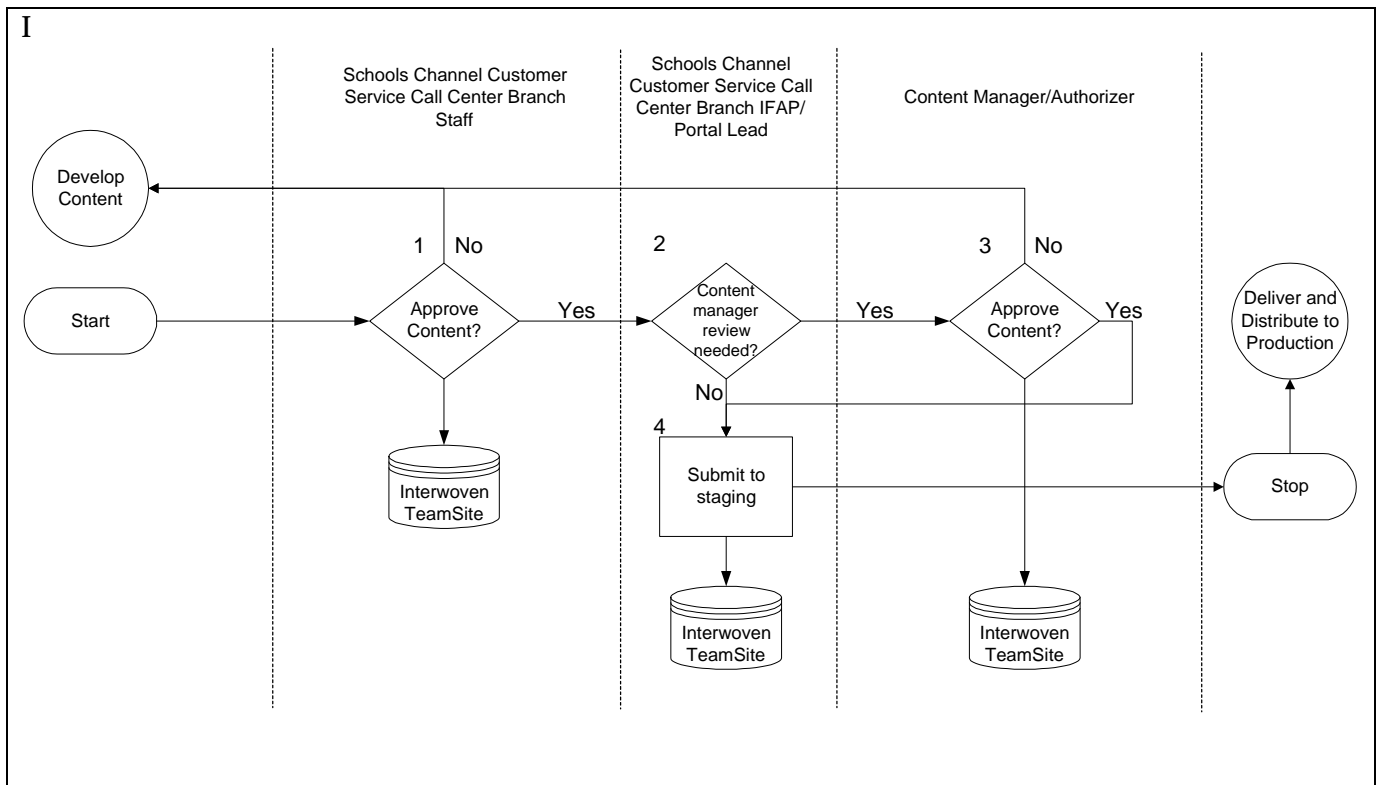 I
Schools Channel Customer
Service Call Center Branch
Staff
Schools Channel
Customer Service Call
Center Branch IFAP/
Portal Lead
Content Manager/Authorizer
Develop
Content
1
No
2
3
No
Start
Approve
Content?
Yes
Content
manager
review
needed?
Yes
Approve
Content?
Yes
Deliver and
Distribute to
Production
No
4
Submit to
staging
Stop
Interwoven
TeamSite
Interwoven
TeamSite
Interwoven
TeamSite